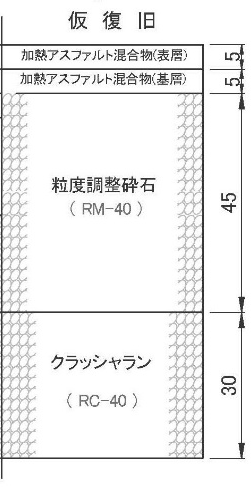 仮復旧
加熱アスファルト混合物(表層)
5
加熱アスファルト混合物(基層)
5
粒度調整砕石
( RM-40 )
45
クラッシャラン
( RC-40 )
30